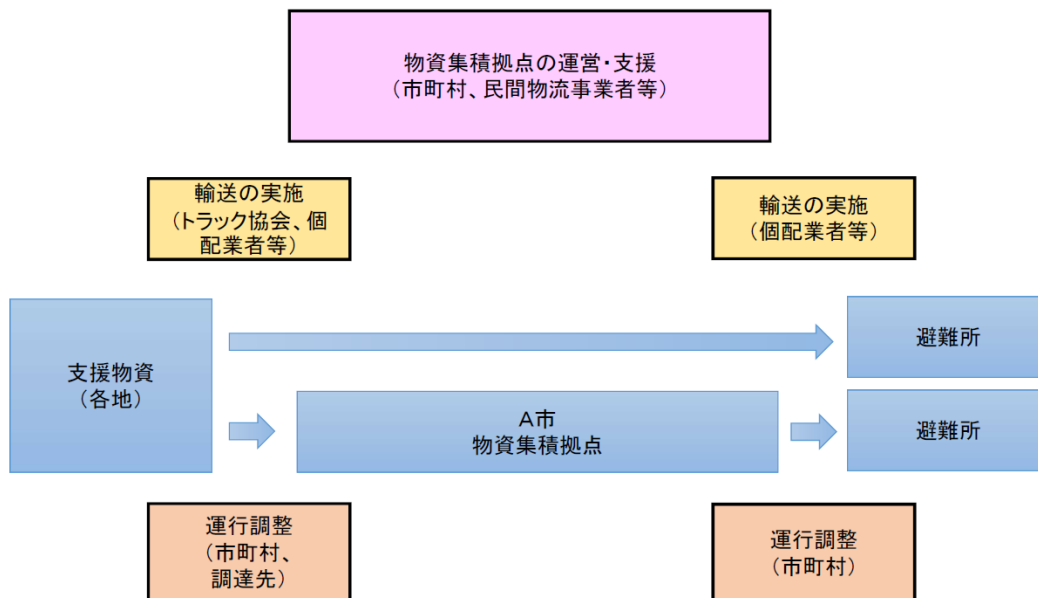 物資集積拠点の運営・支援
（市町村、民間物流事業者等）
輸送の実施
（トラック協会、個
配業者等）
輸送の実施
（個配業者等）
支援物資
（各地）
避難所
A市
物資集積拠点
避難所
運行調整
（市町村、
調達先）
運行調整
（市町村）